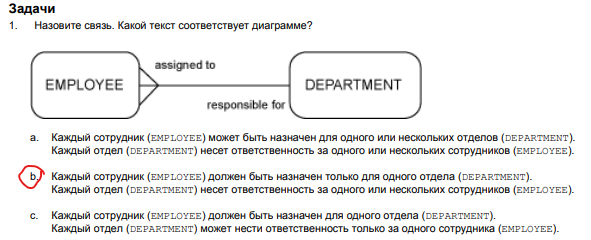 Задачи
1. Назовите связь. Какой текст соответствует диаграмме?
assigned to
EMPLOYEE
DEPARTMENT
responsible for
a. Каждый сотрудник (EMPLOYEE) может быть назначен для одного или нескольких отделов (DEPARTMENT).
Каждый отдел (DEPARTMENT) несет ответственность за одного или нескольких сотрудников (EMPLOYEE).
b. Каждый сотрудник (EMPLOYEE) должен быть назначен только для одного отдела (DEPARTMENT).
Каждый отдел (DEPARTMENT) несет ответственность за одного или нескольких сотрудников (EMPLOYEE).
c. Каждый сотрудник (EMPLOYEE) должен быть назначен для одного отдела (DEPARTMENT).
Каждый отдел (DEPARTMENT) может нести ответственность только за одного сотрудника (EMPLOYEE).